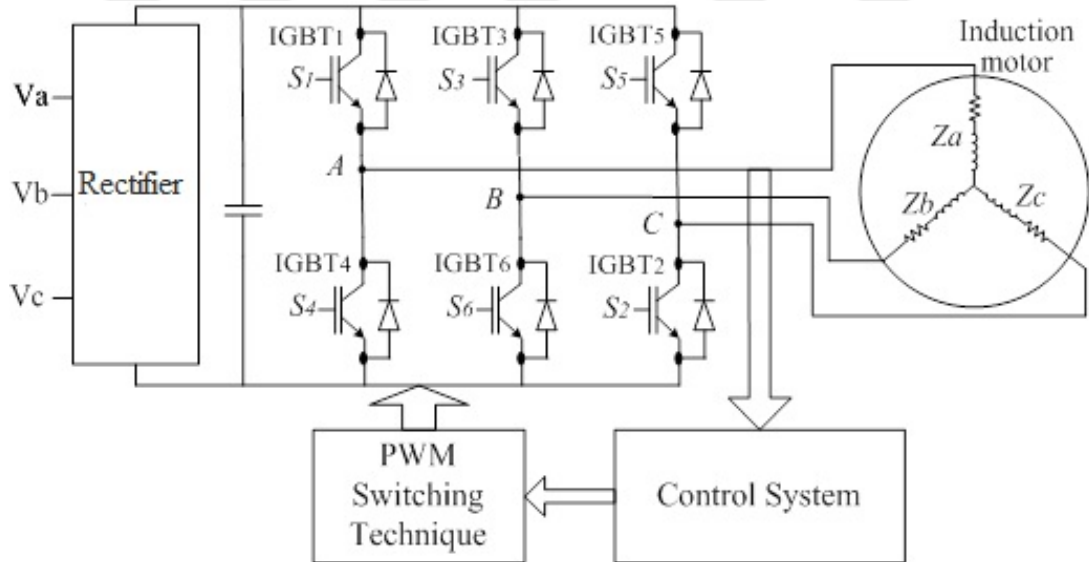 IGBT1
IGBT3
IGBT5
S1
S3
S5
Induction
motor
Va
Vb
Vc
Rectifier
A
B
C
Za
Zb
Zc
IGBT4
IGBT6
IGBT2
S4
S6
S2
PWM
Switching
Technique
Control System